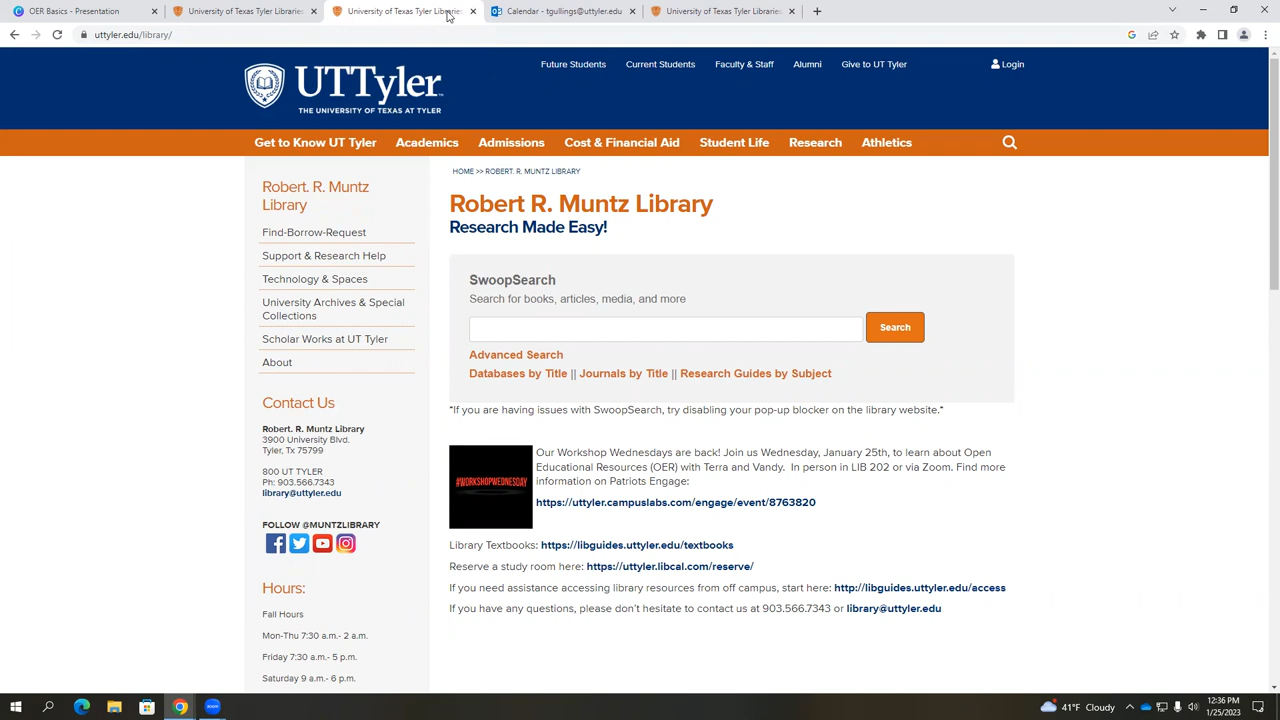 OER Basics - Presentation
University of Texas Tyler Libraries
University of Texas Tyler Libraries
Calendar - tgullings@uttyler.edu
University of Texas Tyler Libraries
uttyler.edu/library/
UTTyler
THE UNIVERSITY OF TEXAS AT TYLER
Future Students Current Students Faculty & Staff Alumni Give to UT Tyler Login
Get to Know UT Tyler Academics Admissions Cost & Financial Aid Student Life Research Athletics
Robert. R. Muntz
Library
Find-Borrow-Request
Support & Research Help
Technology & Spaces
University Archives & Special
Collections
Scholar Works at UT Tyler
About
Contact Us
Robert. R. Muntz Library
3900 University Blvd.
Tyler, Tx 75799
800 UT TYLER
Ph: 903.566.7343
library@uttyler.edu
FOLLOW @MUNTZLIBRARY
Hours:
Fall Hours
Mon-Thu 7:30 a.m.- 2 a.m.
Friday 7:30 a.m.- 5 p.m.
Saturday 9 a.m.- 6 p.m.
HOME >> ROBERT. R. MUNTZ LIBRARY
Robert R. Muntz Library
Research Made Easy!
SwoopSearch
Search for books, articles, media, and more
Search
Advanced Search
Databases by Title || Journals by Title || Research Guides by Subject
*If you are having issues with SwoopSearch, try disabling your pop-up blocker on the library website.*
#WORKSHOPWEDNESDAY
Our Workshop Wednesdays are back! Join us Wednesday, January 25th, to learn about Open
Educational Resources (OER) with Terra and Vandy. In person in LIB 202 or via Zoom. Find more
information on Patriots Engage:
https://uttyler.campuslabs.com/engage/event/8763820
Library Textbooks: https://libguides.uttyler.edu/textbooks
Reserve a study room here: https://uttyler.libcal.com/reserve/
If you need assistance accessing library resources from off campus, start here: http://libguides.uttyler.edu/access
If you have any questions, please don't hesitate to contact us at 903.566.7343 or library@uttyler.edu
zoom
41°F Cloudy
12:36 PM
1/25/2023